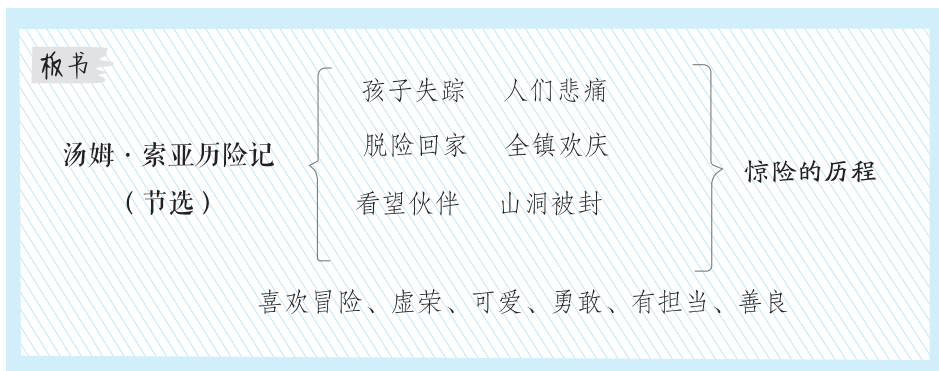 板书
孩子失踪 人们悲痛
汤姆·索亚历险记
（节选）
脱险回家 全镇欢庆
看望伙伴 山洞被封
惊险的历程
喜欢冒险、虚荣、可爱、勇敢、有担当、善良